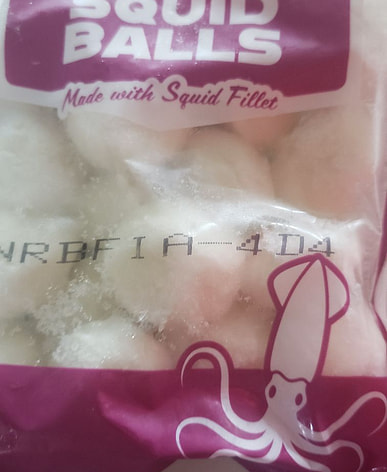 SQUID
BALLS
Made with Squid Fillet
NRBFIA-4D4